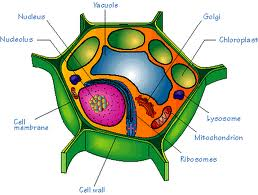 Vacuole
Nucleus
Golgi
Nucleolus
Chloroplast
Cell
membrane
Lysosome
Mitochondrion
Ribosomes
Cell wall